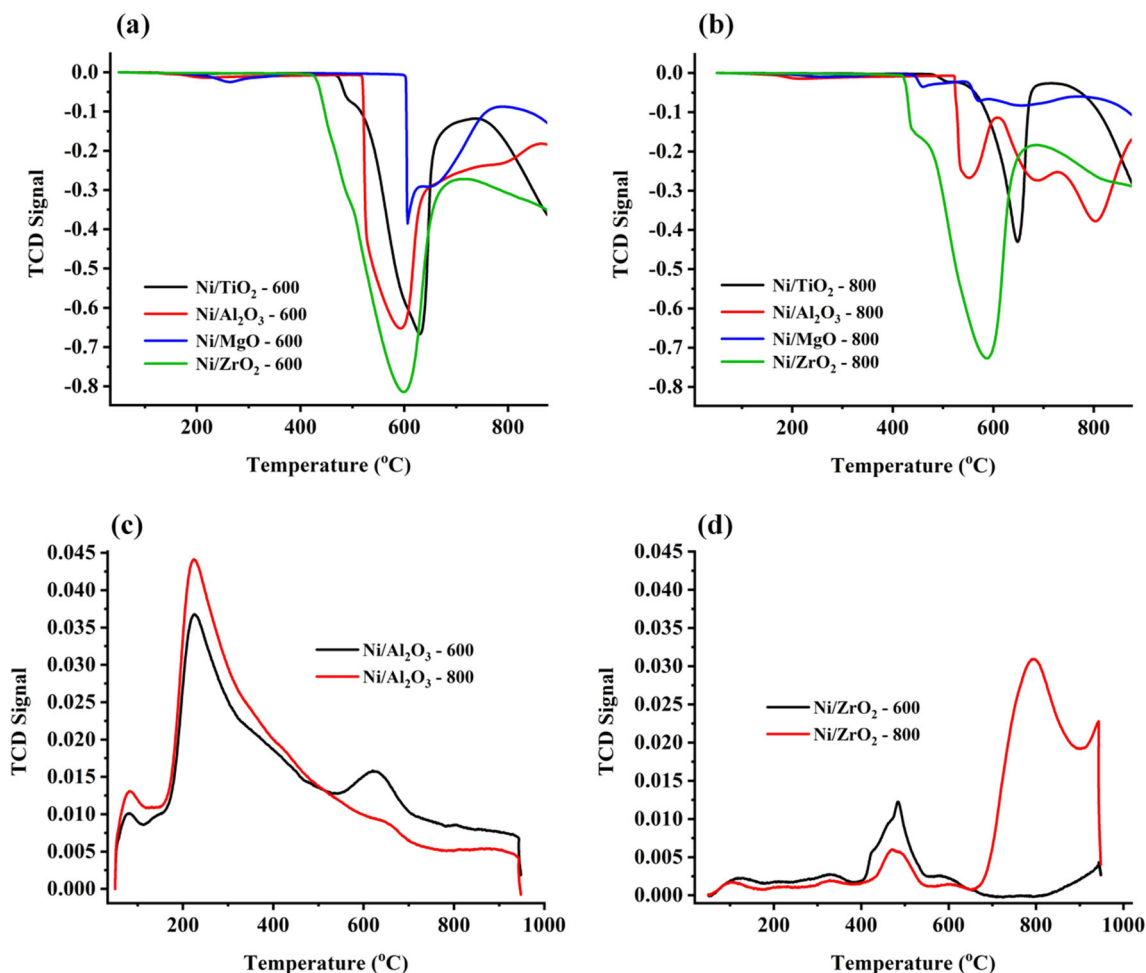 (a)
0.0
-0.1
-0.2
-0.3
-0.4
-0.5
-0.6
-0.7
-0.8
TCD Signal
Ni/TiO₂ - 600
Ni/Al₂O₃ - 600
Ni/MgO - 600
Ni/ZrO₂ - 600
200 400 600 800
Temperature (°C)
(b)
0.0
-0.1
-0.2
-0.3
-0.4
-0.5
-0.6
-0.7
-0.8
TCD Signal
Ni/TiO₂ - 800
Ni/Al₂O₃ - 800
Ni/MgO - 800
Ni/ZrO₂ - 800
200 400 600 800
Temperature (°C)
(c)
0.045
0.040
0.035
0.030
0.025
0.020
0.015
0.010
0.005
0.000
TCD Signal
Ni/Al₂O₃ - 600
Ni/Al₂O₃ - 800
200 400 600 800 1000
Temperature (°C)
(d)
0.045
0.040
0.035
0.030
0.025
0.020
0.015
0.010
0.005
0.000
TCD Signal
Ni/ZrO₂ - 600
Ni/ZrO₂ - 800
200 400 600 800 1000
Temperature (°C)